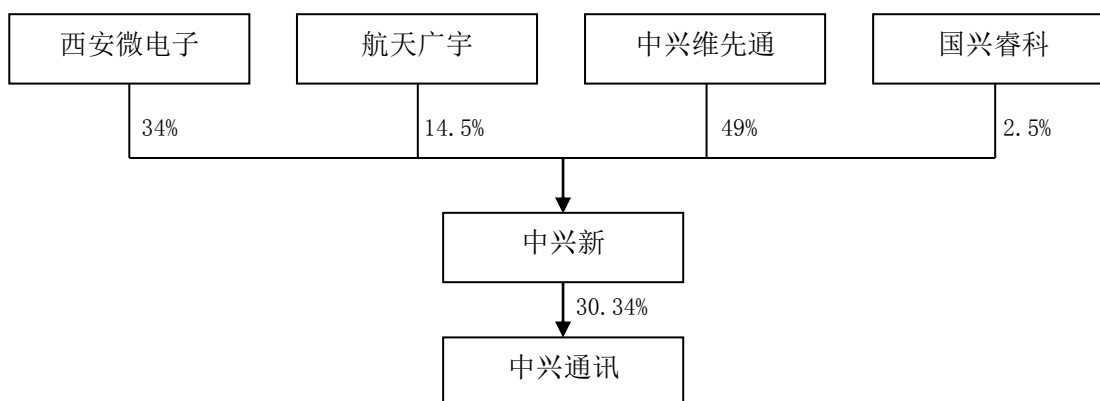 西安微电子
航天广宇
中兴维先通
国兴睿科
34%
14.5%
49%
2.5%
中兴新
30.34%
中兴通讯